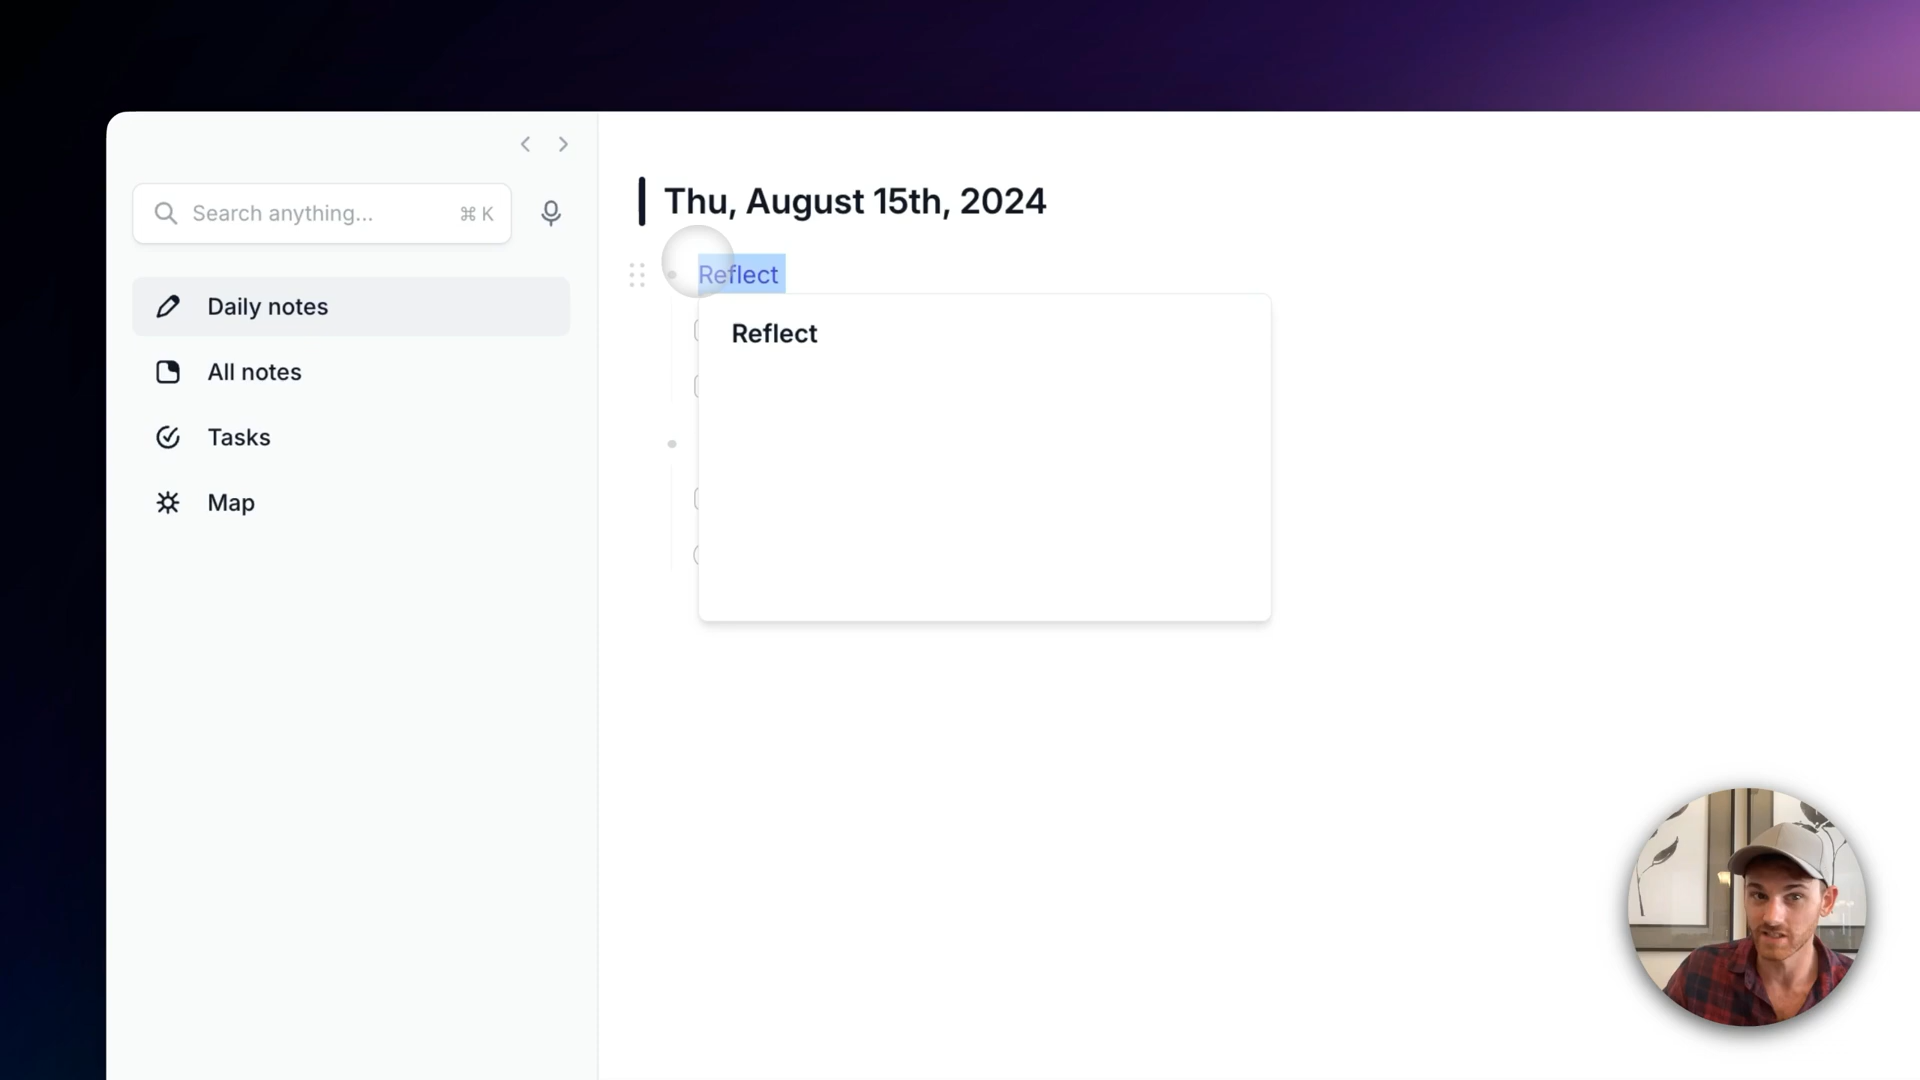 Search anything...
⌘ K
Daily notes
All notes
Tasks
Map
Thu, August 15th, 2024
Reflect
Reflect